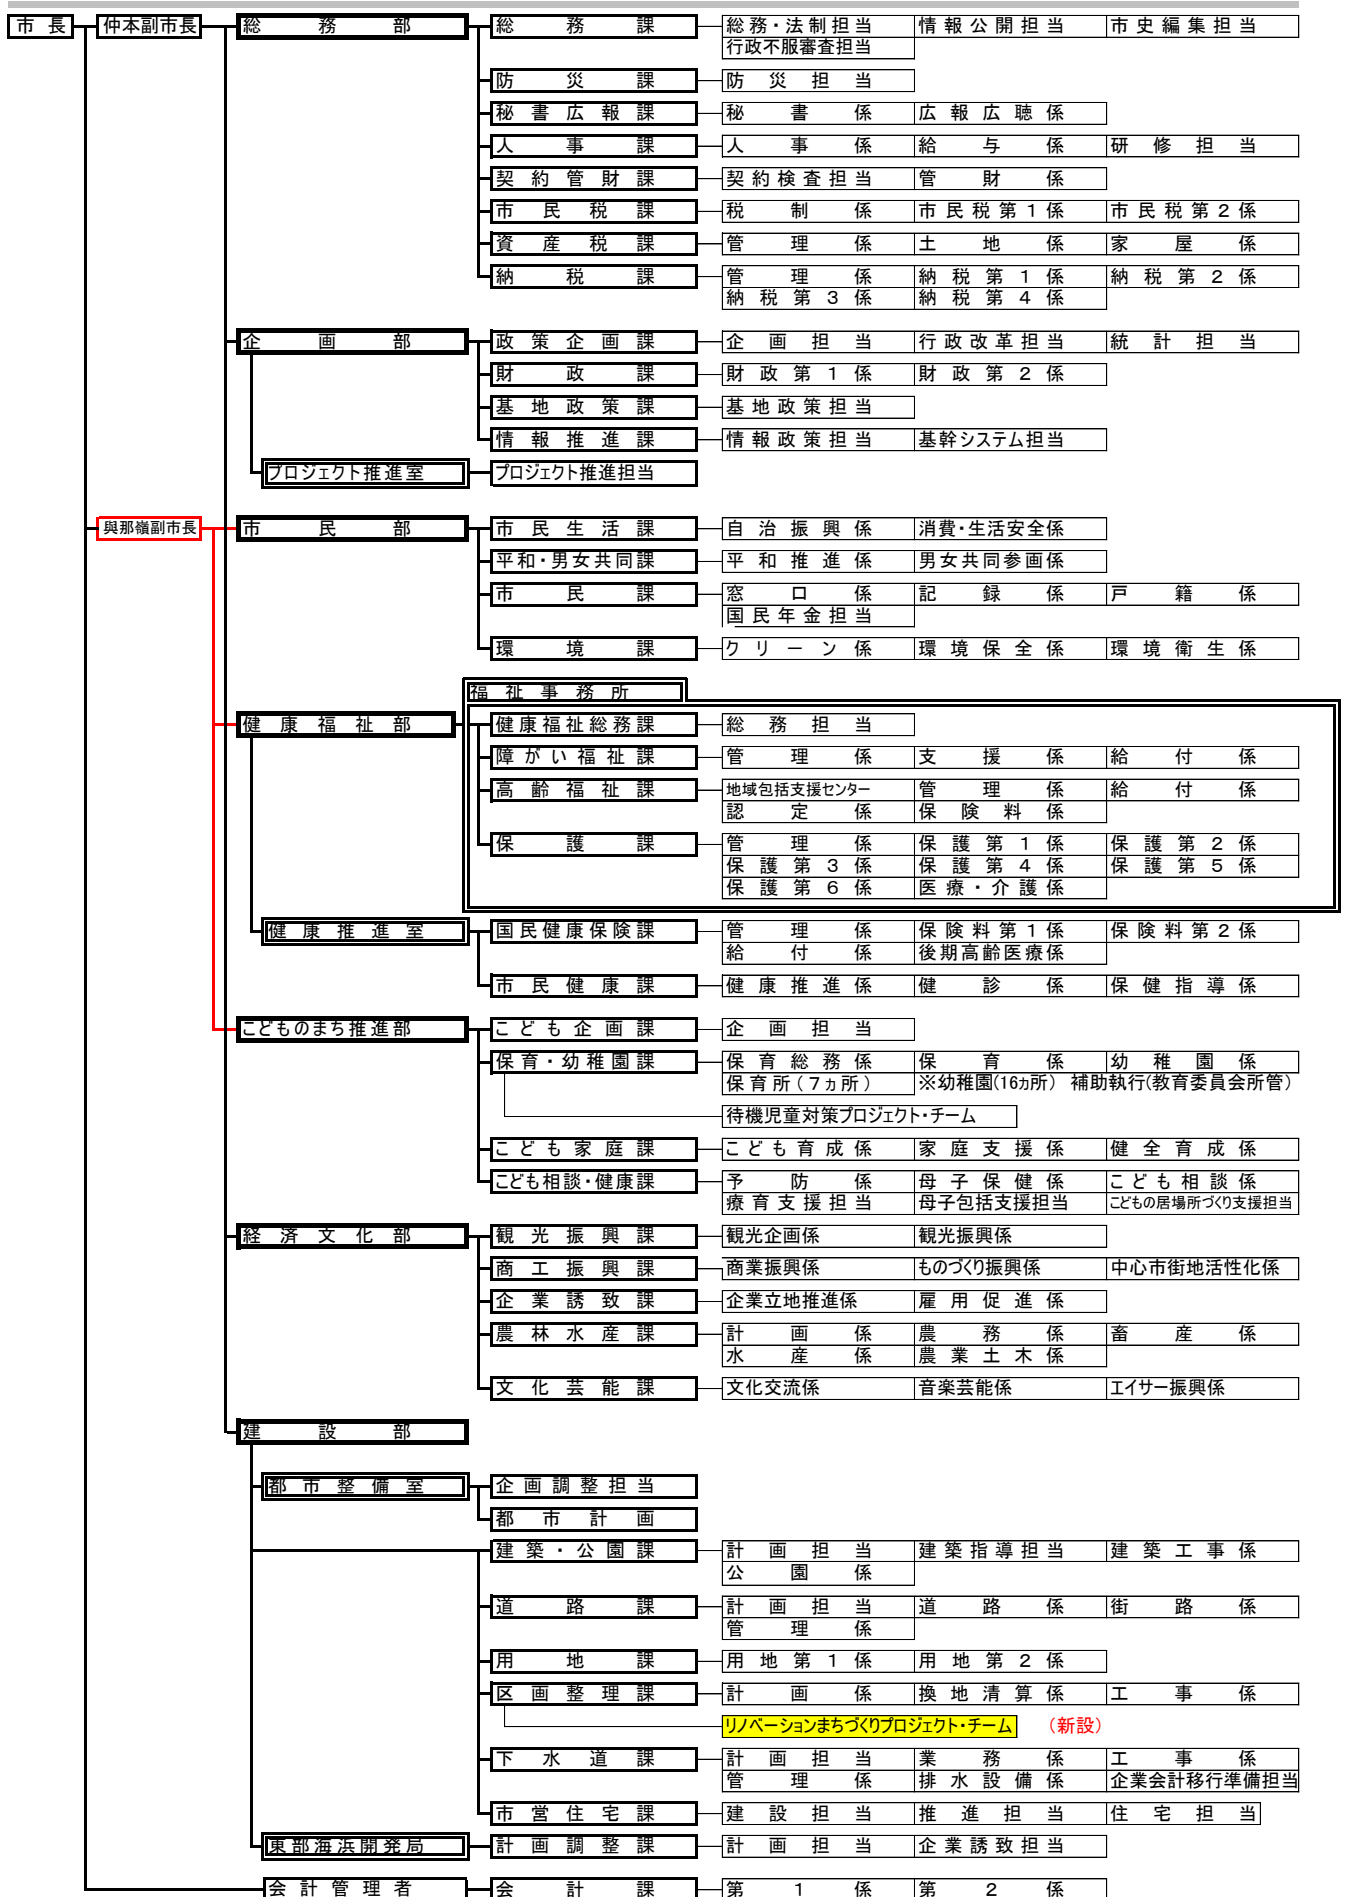 市長 仲本副市長 総務部 総務課 総務・法制担当 情報公開担当 市史編集担当
行政不服審査担当
防災課 防災担当
秘書広報課 秘書係 広報広聴係
人事課 人事係 給与係 研修担当
契約管財課 契約検査担当 管財係
市民税課 税制係 市民税第1係 市民税第2係
資産税課 管理係 土地係 家屋係
納税課 管理係 納税第1係 納税第2係
納税第3係 納税第4係
企画部 政策企画課 企画担当 行政改革担当 統計担当
財政課 財政第1係 財政第2係
基地政策課 基地政策担当
情報推進課 情報政策担当 基幹システム担当
プロジェクト推進室 プロジェクト推進担当
與那嶺副市長 市民部 市民生活課 自治振興係 消費・生活安全係
平和・男女共同課 平和推進係 男女共同参画係
市民課 窓口係 記録係 戸籍係
国民年金担当
環境課 クリーン係 環境保全係 環境衛生係
福祉事務所
健康福祉部 健康福祉総務課 総務担当
障がい福祉課 管理係 支援係 給付係
高齢福祉課 地域包括支援センター 管理係 給付係
認定係 保険料係
保護課 管理係 保護第1係 保護第2係
保護第3係 保護第4係 保護第5係
保護第6係 医療・介護係
健康推進室 国民健康保険課 管理係 保険料第1係 保険料第2係
給付係 後期高齢医療係
市民健康課 健康推進係 健診係 保健指導係
こどものまち推進部 こども企画課 企画担当
保育・幼稚園課 保育総務係 保育係 幼稚園係
保育所(7ヵ所) ※幼稚園(16ヵ所) 補助執行(教育委員会所管)
待機児童対策プロジェクト・チーム
こども家庭課 こども育成係 家庭支援係 健全育成係
こども相談・健康課 予防係 母子保健係 こども相談係
療育支援担当 母子包括支援担当 こどもの居場所づくり支援担当
経済文化部 観光振興課 観光企画係 観光振興係
商工振興課 商業振興係 ものづくり振興係 中心市街地活性化係
企業誘致課 企業立地推進係 雇用促進係
農林水産課 計画係 農務係 畜産係
水産係 農業土木係
文化芸能課 文化交流係 音楽芸能係 エイサー振興係
建設部
都市整備室 企画調整担当
都市計画
建築・公園課 計画担当 建築指導担当 建築工事係
公園係
道路課 計画担当 道路係 街路係
管理係
用地課 用地第1係 用地第2係
区画整理課 計画係 換地清算係 工事係
リノベーションまちづくりプロジェクト・チーム (新設)
下水道課 計画担当 業務係 工事係
管理係 排水設備係 企業会計移行準備担当
市営住宅課 建設担当 推進担当 住宅担当
東部海浜開発局 計画調整課 計画担当 企業誘致担当
会計管理者 会計課 第1係 第2係